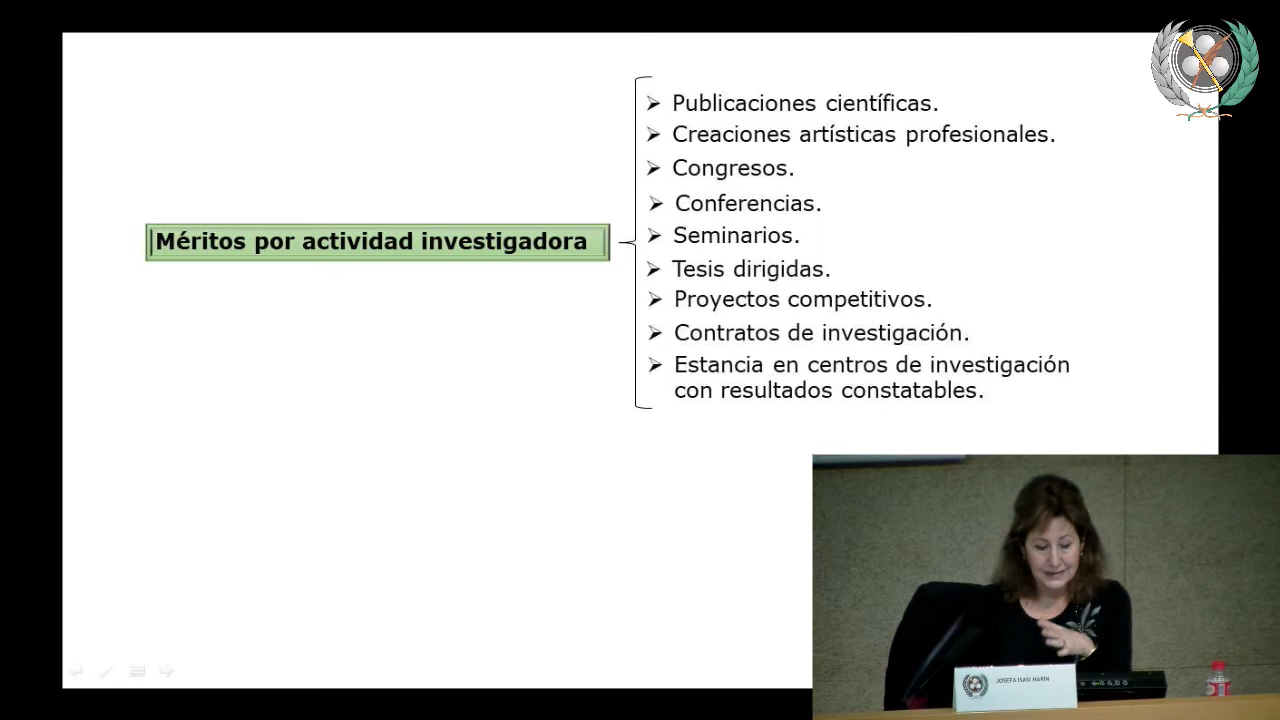 Publicaciones científicas.
Creaciones artísticas profesionales.
Congresos.
Conferencias.
Méritos por actividad investigadora
Seminarios.
Tesis dirigidas.
Proyectos competitivos.
Contratos de investigación.
Estancia en centros de investigación
con resultados constatables.
JOSEFA ISASI MARÍN